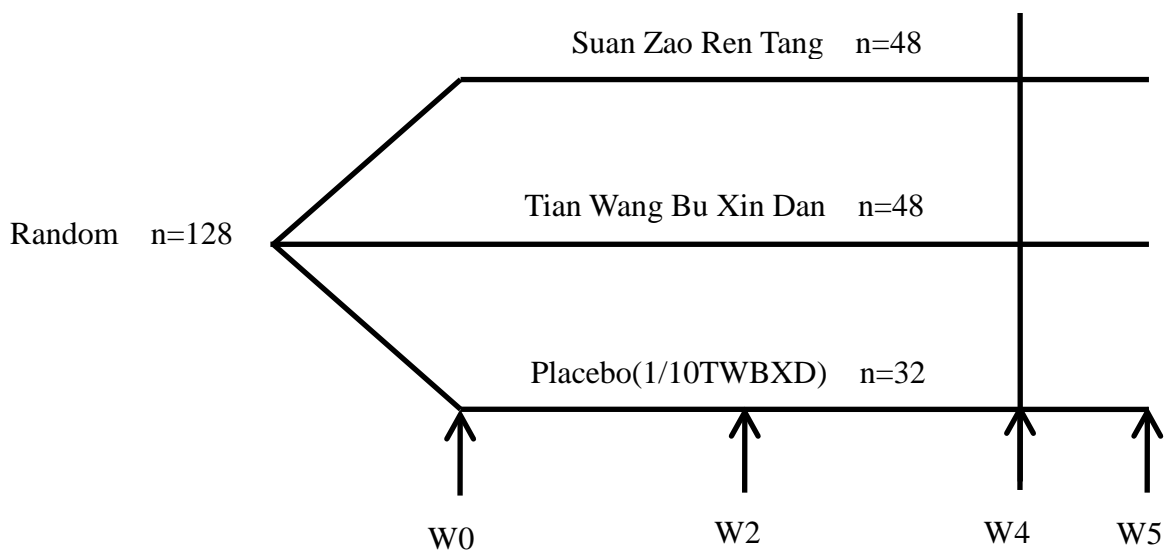 Suan Zao Ren Tang n=48
Tian Wang Bu Xin Dan n=48
Random n=128
Placebo(1/10TWBXD) n=32
W0 W2 W4 W5